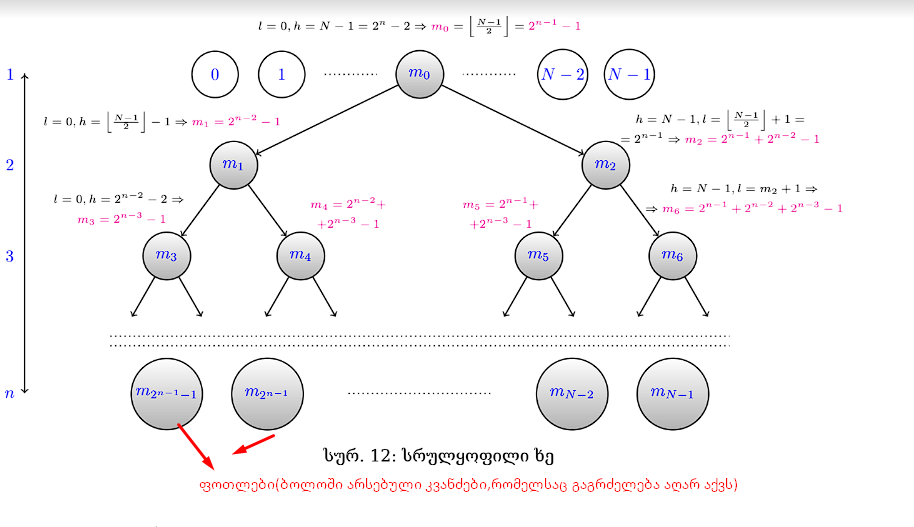 l = 0, h = N − 1 = 2ⁿ − 2 ⇒ m₀ = ⌊(N−1)/2⌋ = 2ⁿ⁻¹ − 1
1 0 1 m₀ N − 2 N − 1
l = 0, h = ⌊(N−1)/2⌋ − 1 ⇒ m₁ = 2ⁿ⁻² − 1
h = N − 1, l = ⌊(N−1)/2⌋ + 1 =
= 2ⁿ⁻¹ ⇒ m₂ = 2ⁿ⁻¹ + 2ⁿ⁻² − 1
2 m₁ m₂
l = 0, h = 2ⁿ⁻² − 2 ⇒
m₃ = 2ⁿ⁻³ − 1
m₄ = 2ⁿ⁻²+
+2ⁿ⁻³ − 1
m₅ = 2ⁿ⁻¹+
+2ⁿ⁻³ − 1
h = N − 1, l = m₂ + 1 ⇒
⇒ m₆ = 2ⁿ⁻¹ + 2ⁿ⁻² + 2ⁿ⁻³ − 1
3 m₃ m₄ m₅ m₆
n m_{2ⁿ⁻¹−1} m_{2ⁿ⁻¹} m_{N−2} m_{N−1}
სურ. 12: სრულყოფილი ხე
ფოთლები(ბოლოში არსებული კვანძები,რომელსაც გაგრძელება აღარ აქვს)